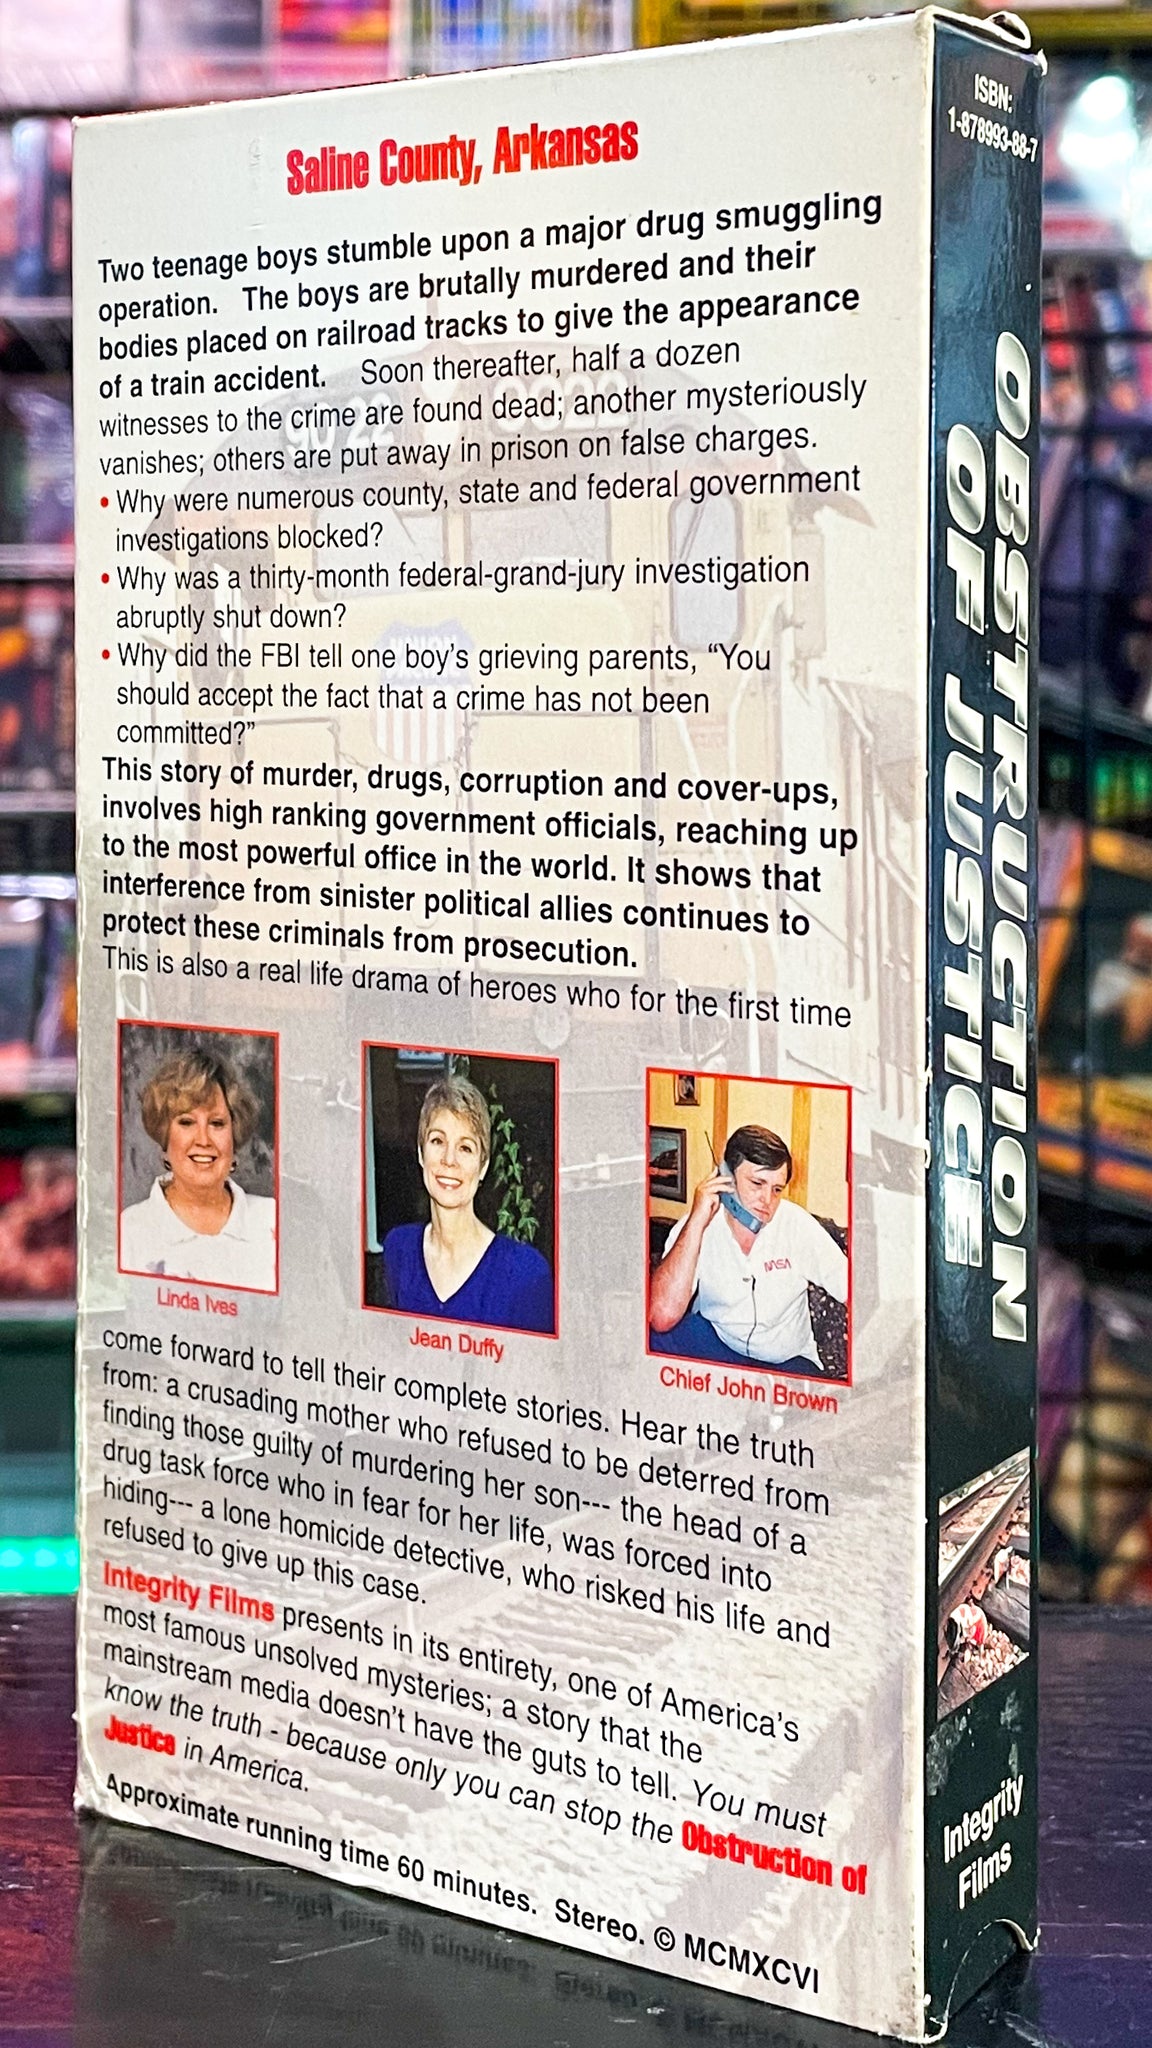 Saline County, Arkansas
Two teenage boys stumble upon a major drug smuggling
operation. The boys are brutally murdered and their
bodies placed on railroad tracks to give the appearance
of a train accident. Soon thereafter, half a dozen
witnesses to the crime are found dead; another mysteriously
vanishes; others are put away in prison on false charges.
• Why were numerous county, state and federal government
investigations blocked?
• Why was a thirty-month federal-grand-jury investigation
abruptly shut down?
• Why did the FBI tell one boy's grieving parents, "You
should accept the fact that a crime has not been
committed?"
This story of murder, drugs, corruption and cover-ups,
involves high ranking government officials, reaching up
to the most powerful office in the world. It shows that
interference from sinister political allies continues to
protect these criminals from prosecution.
This is also a real life drama of heroes who for the first time
NASA
Linda Ives
Jean Duffy
Chief John Brown
come forward to tell their complete stories. Hear the truth
from: a crusading mother who refused to be deterred from
finding those guilty of murdering her son--- the head of a
drug task force who in fear for her life, was forced into
hiding--- a lone homicide detective, who risked his life and
refused to give up this case.
Integrity Films presents in its entirety, one of America's
most famous unsolved mysteries; a story that the
mainstream media doesn't have the guts to tell. You must
know the truth - because only you can stop the Obstruction of
Justice in America.
Approximate running time 60 minutes. Stereo. © MCMXCVI
ISBN:
1-878993-88-7
OBSTRUCTION
OF JUSTICE
Integrity
Films
9022
9022
UNION